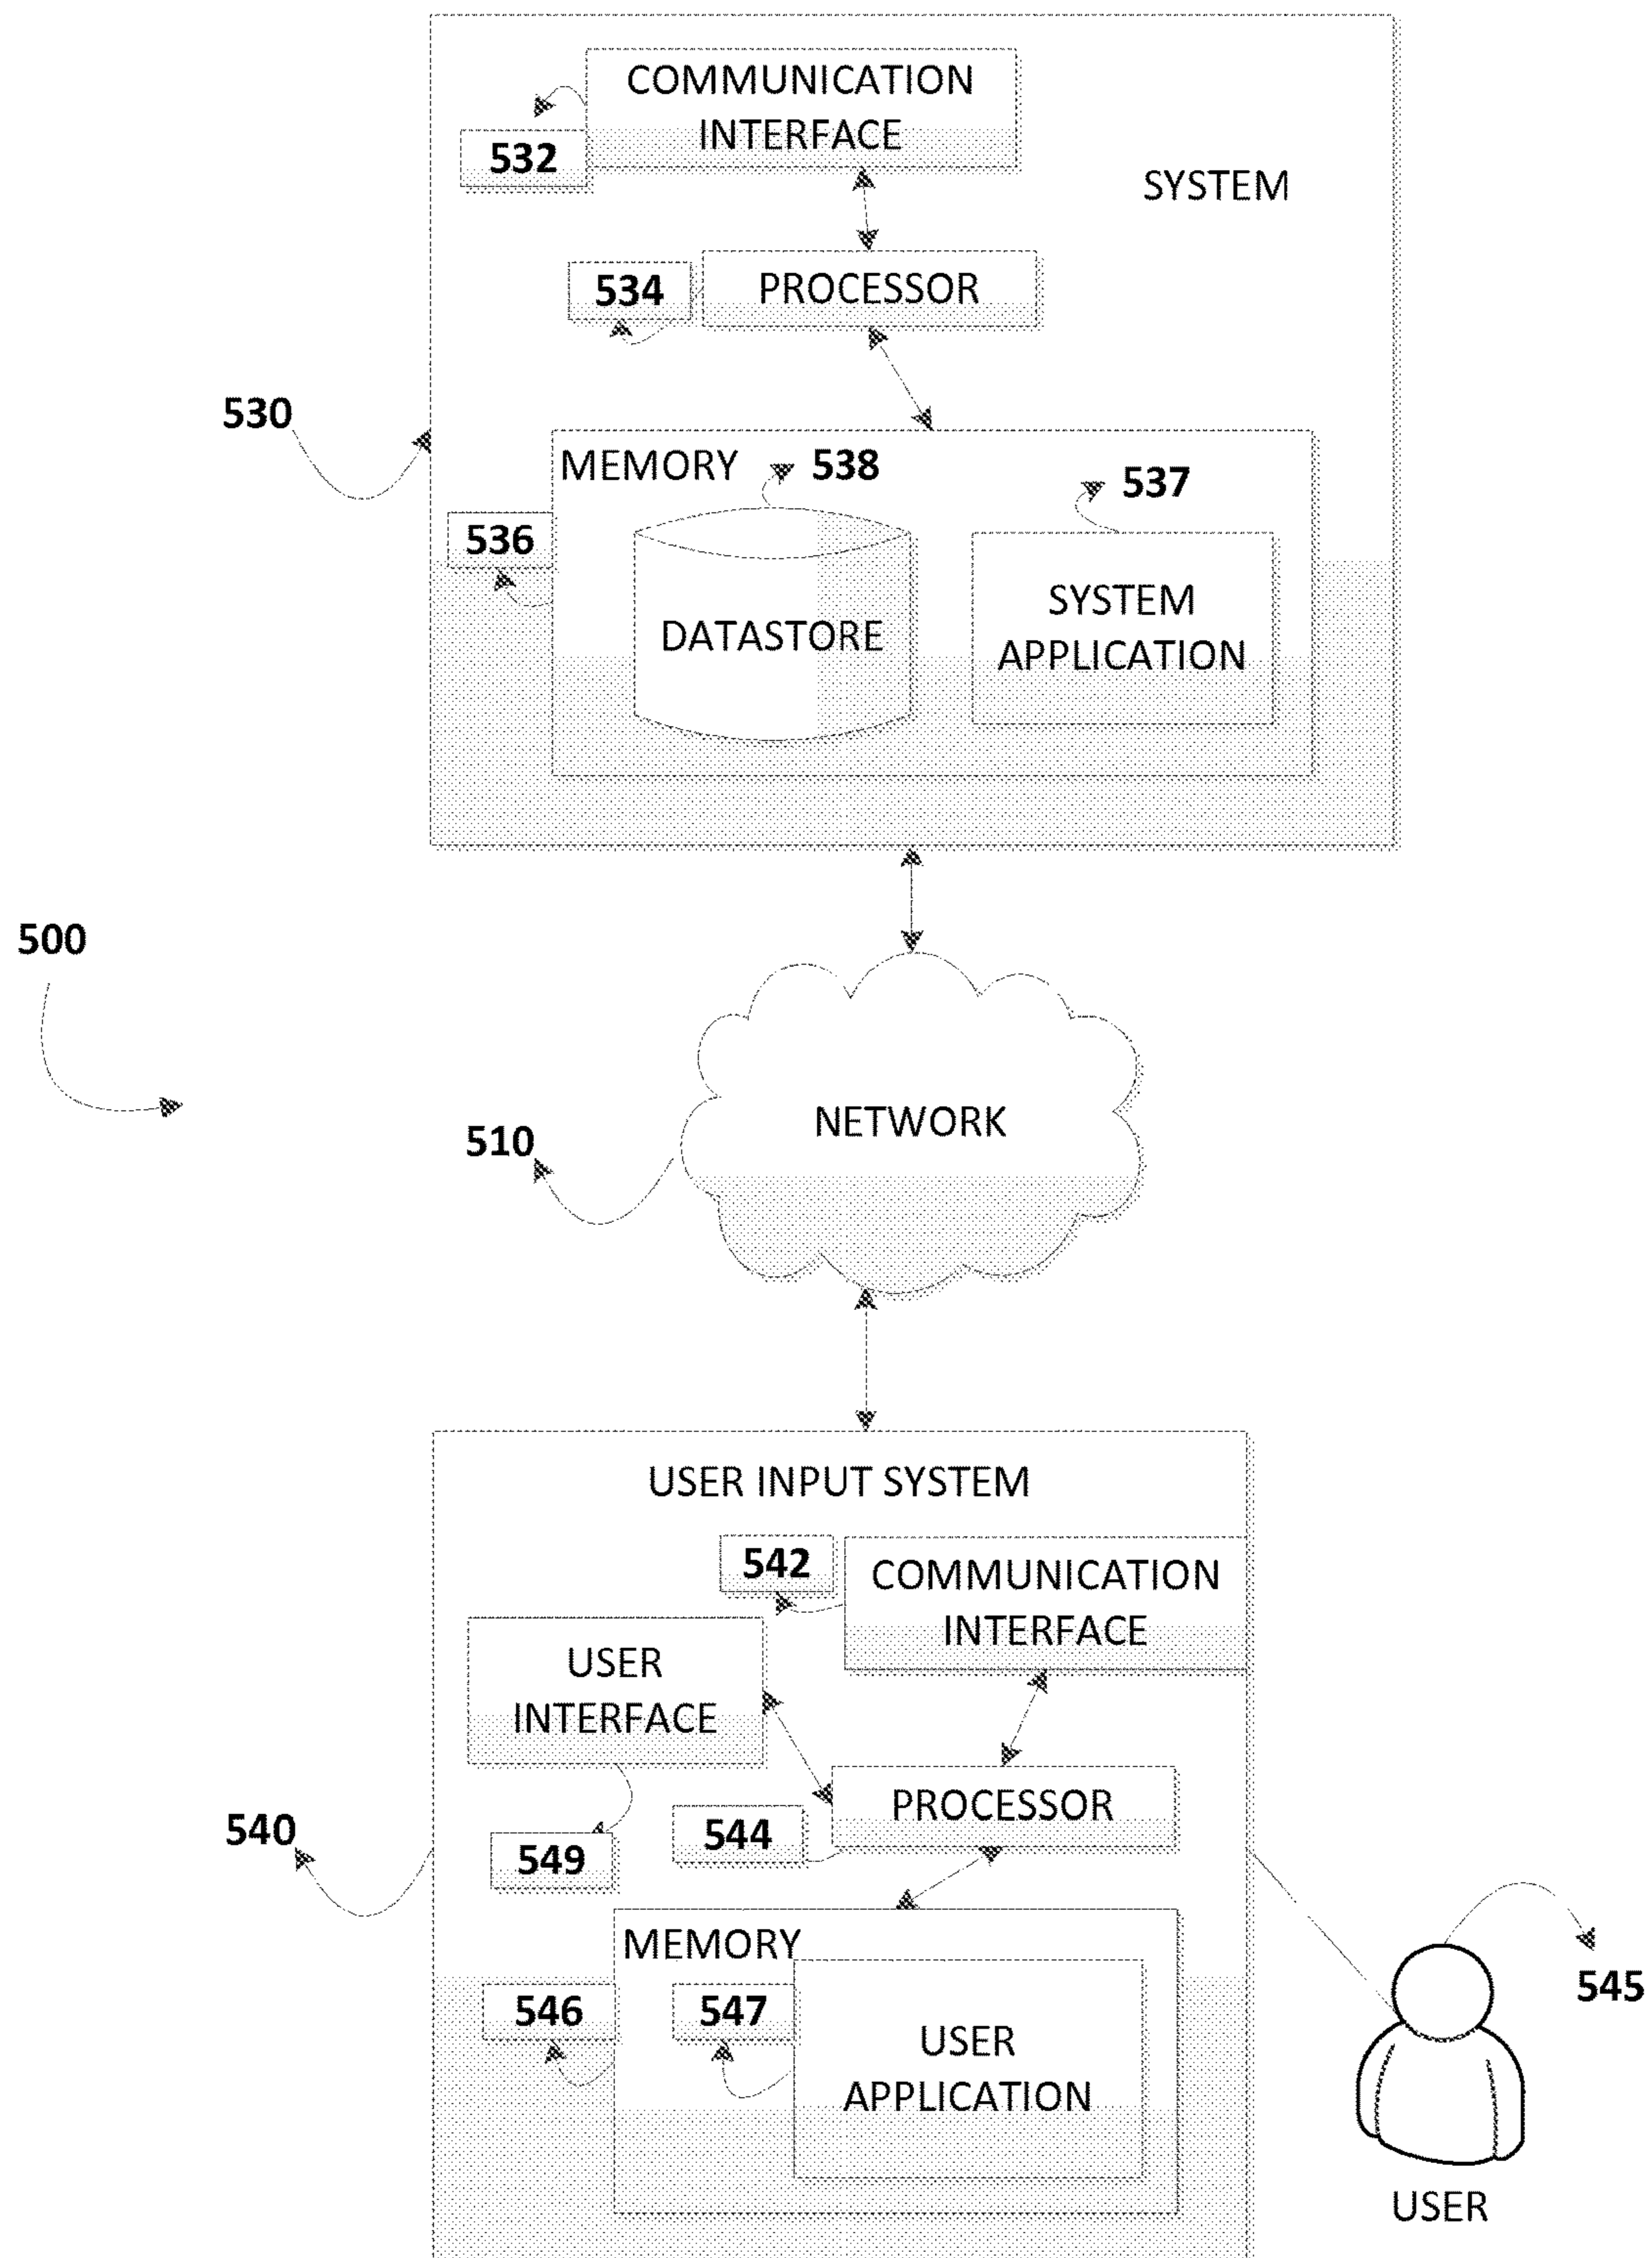 COMMUNICATION
INTERFACE
532
SYSTEM
534
PROCESSOR
530
MEMORY
538
537
536
DATASTORE
SYSTEM
APPLICATION
500
NETWORK
510
USER INPUT SYSTEM
542
COMMUNICATION
INTERFACE
USER
INTERFACE
PROCESSOR
540
544
549
MEMORY
546
547
USER
APPLICATION
545
USER